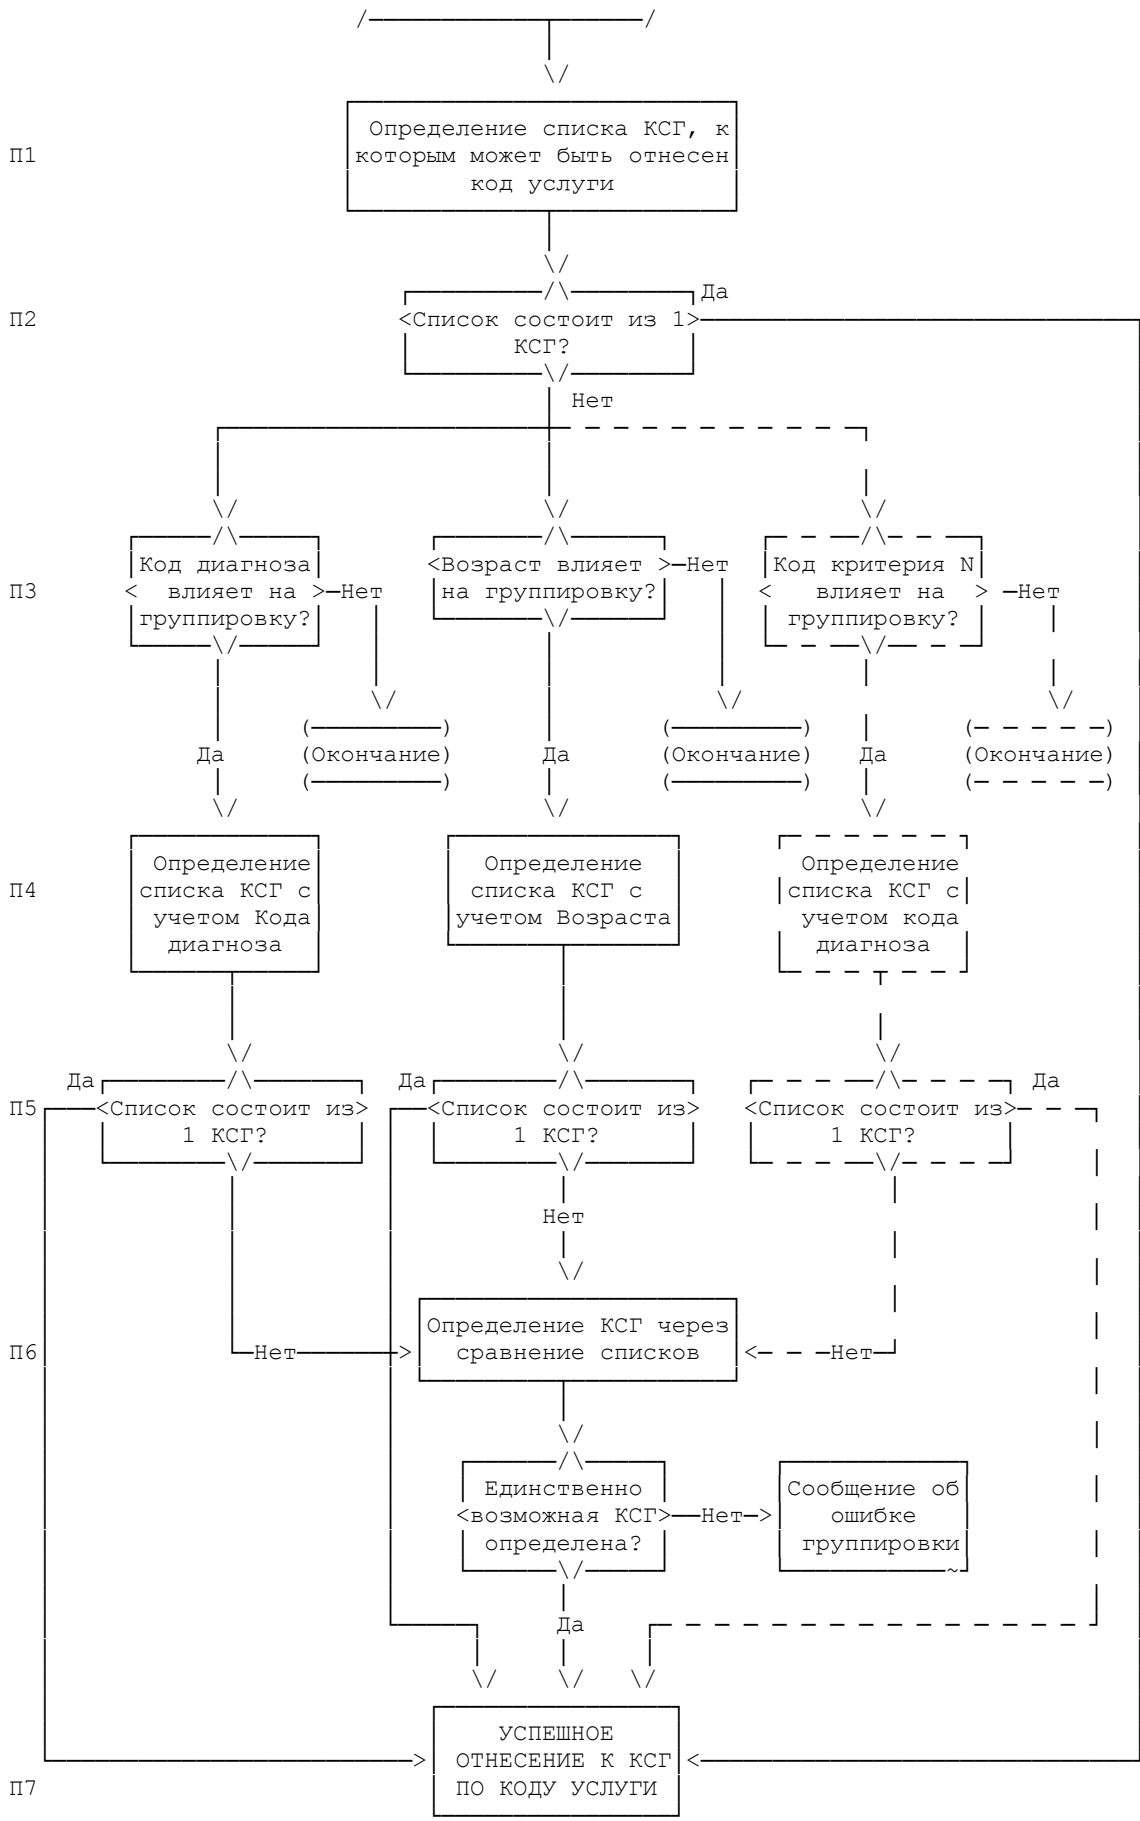 Определение списка КСГ, к
П1
которым может быть отнесен
код услуги
Да
П2
<Список состоит из 1>
КСГ?
Нет
Код диагноза
<Возраст влияет >—Нет
Код критерия N
П3
< влияет на >—Нет
на группировку?
< влияет на > —Нет
группировку?
группировку?
(Окончание)
(Окончание)
(Окончание)
Да
Да
Да
Определение
Определение
Определение
П4
списка КСГ с
списка КСГ с
списка КСГ с
учетом Кода
учетом Возраста
учетом кода
диагноза
диагноза
Да
Да
Да
П5
<Список состоит из>
<Список состоит из>
<Список состоит из>
1 КСГ?
1 КСГ?
1 КСГ?
Нет
Определение КСГ через
П6
Нет
сравнение списков
Нет
Единственно
Сообщение об
<возможная КСГ>—Нет—>
ошибке
определена?
группировки
~
Да
УСПЕШНОЕ
ОТНЕСЕНИЕ К КСГ
П7
ПО КОДУ УСЛУГИ